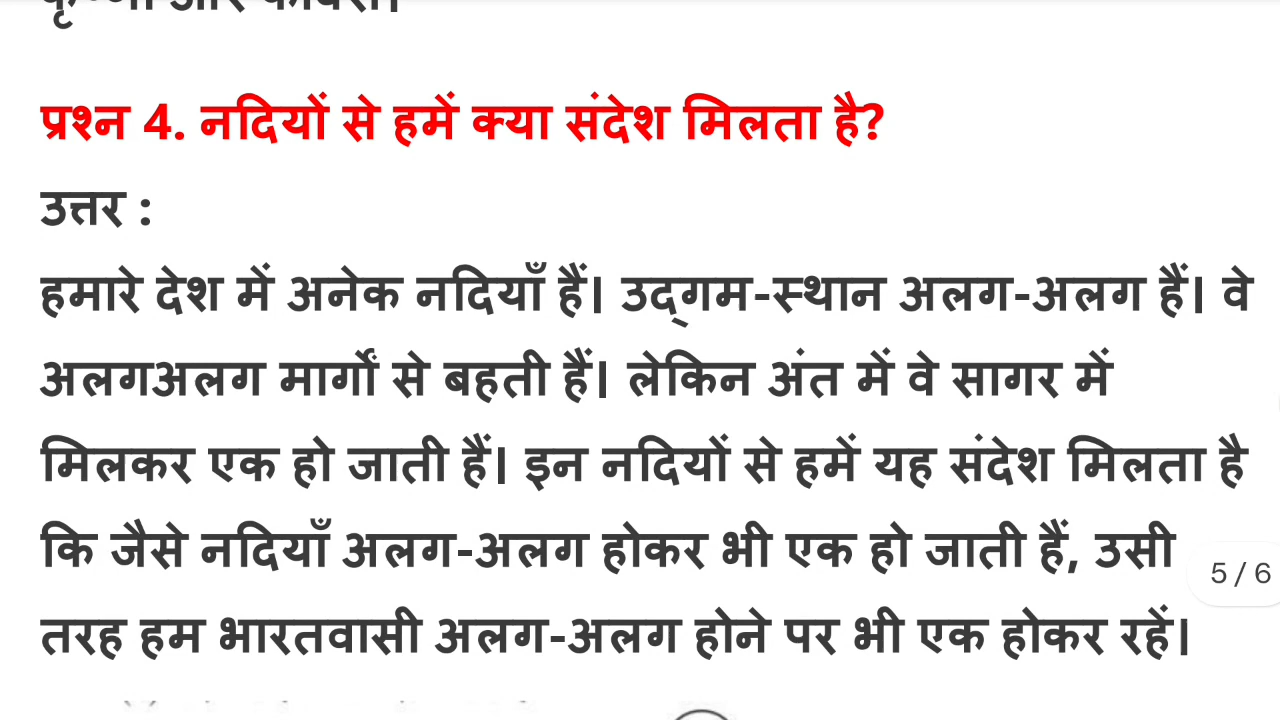 प्रश्न 4. नदियों से हमें क्या संदेश मिलता है?
उत्तर :
हमारे देश में अनेक नदियाँ हैं। उद्‌गम-स्थान अलग-अलग हैं। वे
अलगअलग मार्गों से बहती हैं। लेकिन अंत में वे सागर में
मिलकर एक हो जाती हैं। इन नदियों से हमें यह संदेश मिलता है
कि जैसे नदियाँ अलग-अलग होकर भी एक हो जाती हैं, उसी
5 / 6
तरह हम भारतवासी अलग-अलग होने पर भी एक होकर रहें।